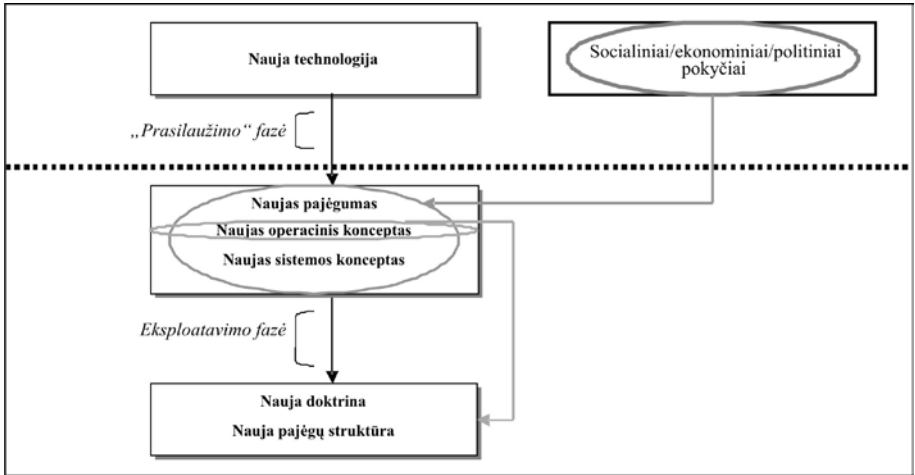 Nauja technologija
Socialiniai/ekonominiai/politiniai
pokyčiai
„Prasilaužimo“ fazė
Naujas pajėgumas
Naujas operacinis konceptas
Naujas sistemos konceptas
Eksploatavimo fazė
Nauja doktrina
Nauja pajėgų struktūra